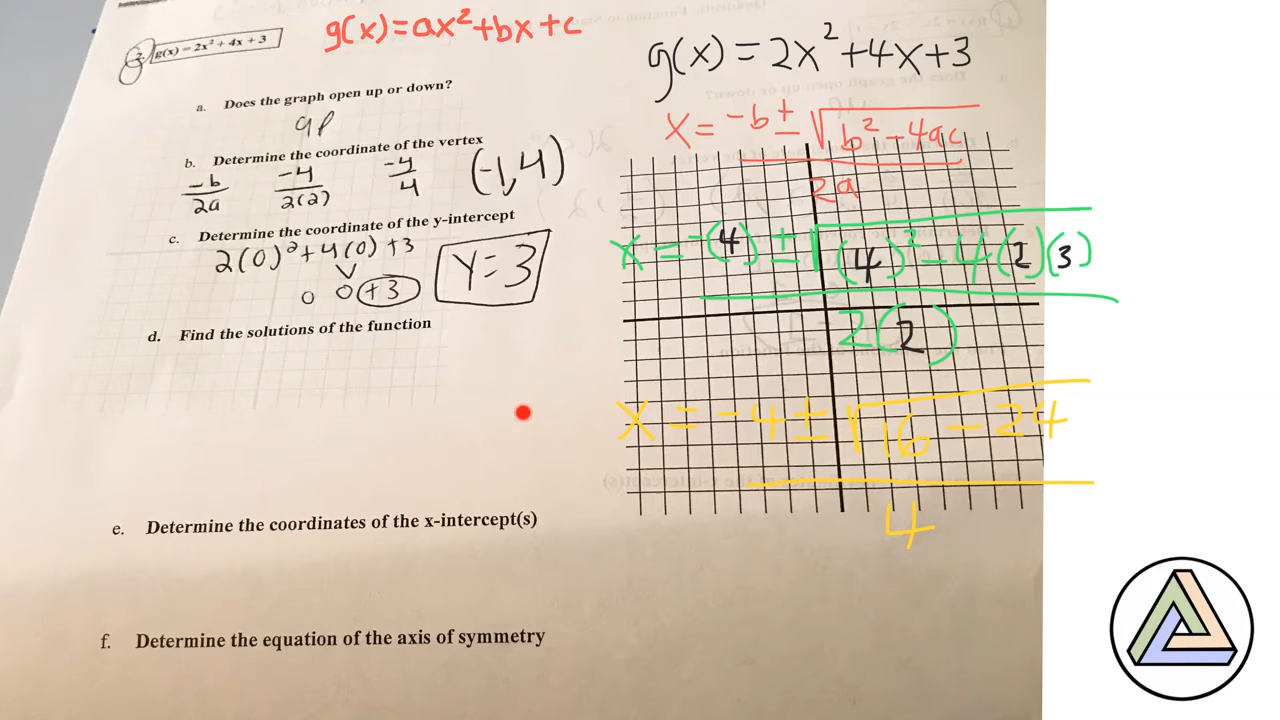 g(x)=ax²+bx+c
2. g(x) = 2x² + 4x + 3
g(x) = 2x² + 4x + 3
a. Does the graph open up or down?
up
x = -b ± √b² - 4ac
2a
b. Determine the coordinate of the vertex
-b/2a -4/2(2) -4/4 (-1, 4)
c. Determine the coordinate of the y-intercept
2(0)² + 4(0) + 3
0 0 +3
Y = 3
x = -(4) ± √(4)² - 4(2)(3)
2(2)
d. Find the solutions of the function
x = -4 ± √16 - 24
4
e. Determine the coordinates of the x-intercept(s)
f. Determine the equation of the axis of symmetry